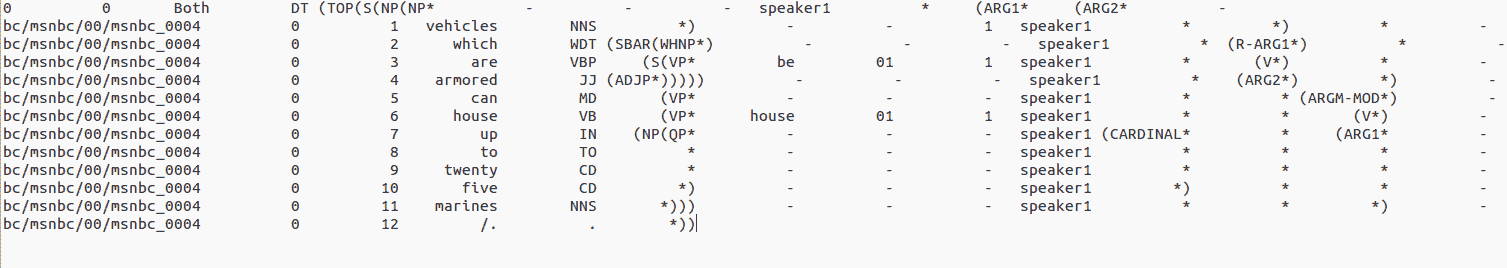 0 0 Both DT (TOP(S(NP(NP* - - - speaker1 * (ARG1* (ARG2* -
bc/msnbc/00/msnbc_0004 0 1 vehicles NNS *) - - 1 speaker1 * *) * -
bc/msnbc/00/msnbc_0004 0 2 which WDT (SBAR(WHNP*) - - - speaker1 * (R-ARG1*) * -
bc/msnbc/00/msnbc_0004 0 3 are VBP (S(VP* be 01 1 speaker1 * (V*) * -
bc/msnbc/00/msnbc_0004 0 4 armored JJ (ADJP*))))) - - - speaker1 * (ARG2*) *) -
bc/msnbc/00/msnbc_0004 0 5 can MD (VP* - - - speaker1 * * (ARGM-MOD*) -
bc/msnbc/00/msnbc_0004 0 6 house VB (VP* house 01 1 speaker1 * * (V*) -
bc/msnbc/00/msnbc_0004 0 7 up IN (NP(QP* - - - speaker1 (CARDINAL* * (ARG1* -
bc/msnbc/00/msnbc_0004 0 8 to TO * - - - speaker1 * * * -
bc/msnbc/00/msnbc_0004 0 9 twenty CD * - - - speaker1 * * * -
bc/msnbc/00/msnbc_0004 0 10 five CD *) - - - speaker1 *) * * -
bc/msnbc/00/msnbc_0004 0 11 marines NNS *))) - - - speaker1 * * *) -
bc/msnbc/00/msnbc_0004 0 12 /. . *))